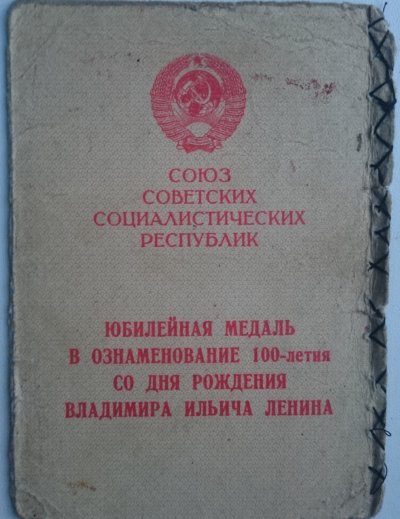 СОЮЗ
СОВЕТСКИХ
СОЦИАЛИСТИЧЕСКИХ
РЕСПУБЛИК
ЮБИЛЕЙНАЯ МЕДАЛЬ
В ОЗНАМЕНОВАНИЕ 100-летия
СО ДНЯ РОЖДЕНИЯ
ВЛАДИМИРА ИЛЬИЧА ЛЕНИНА